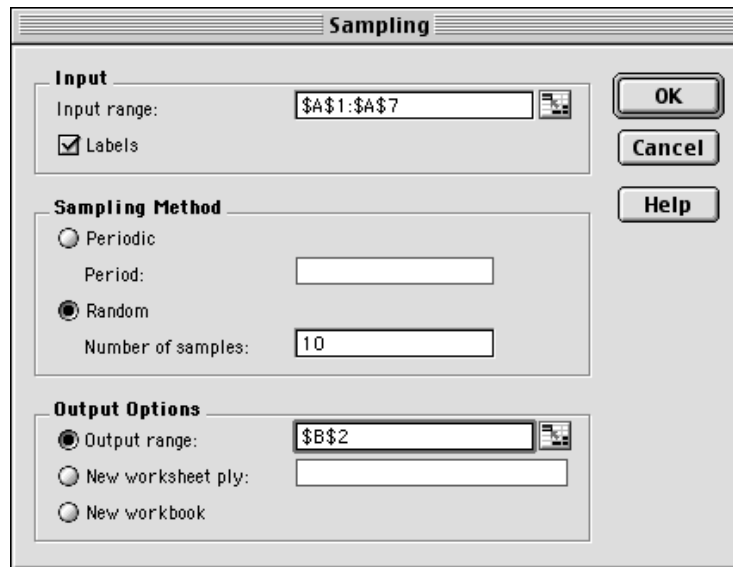 Sampling
Input
Input range: $A$1:$A$7
Labels
OK
Cancel
Help
Sampling Method
Periodic
Period:
Random
Number of samples: 10
Output Options
Output range: $B$2
New worksheet ply:
New workbook